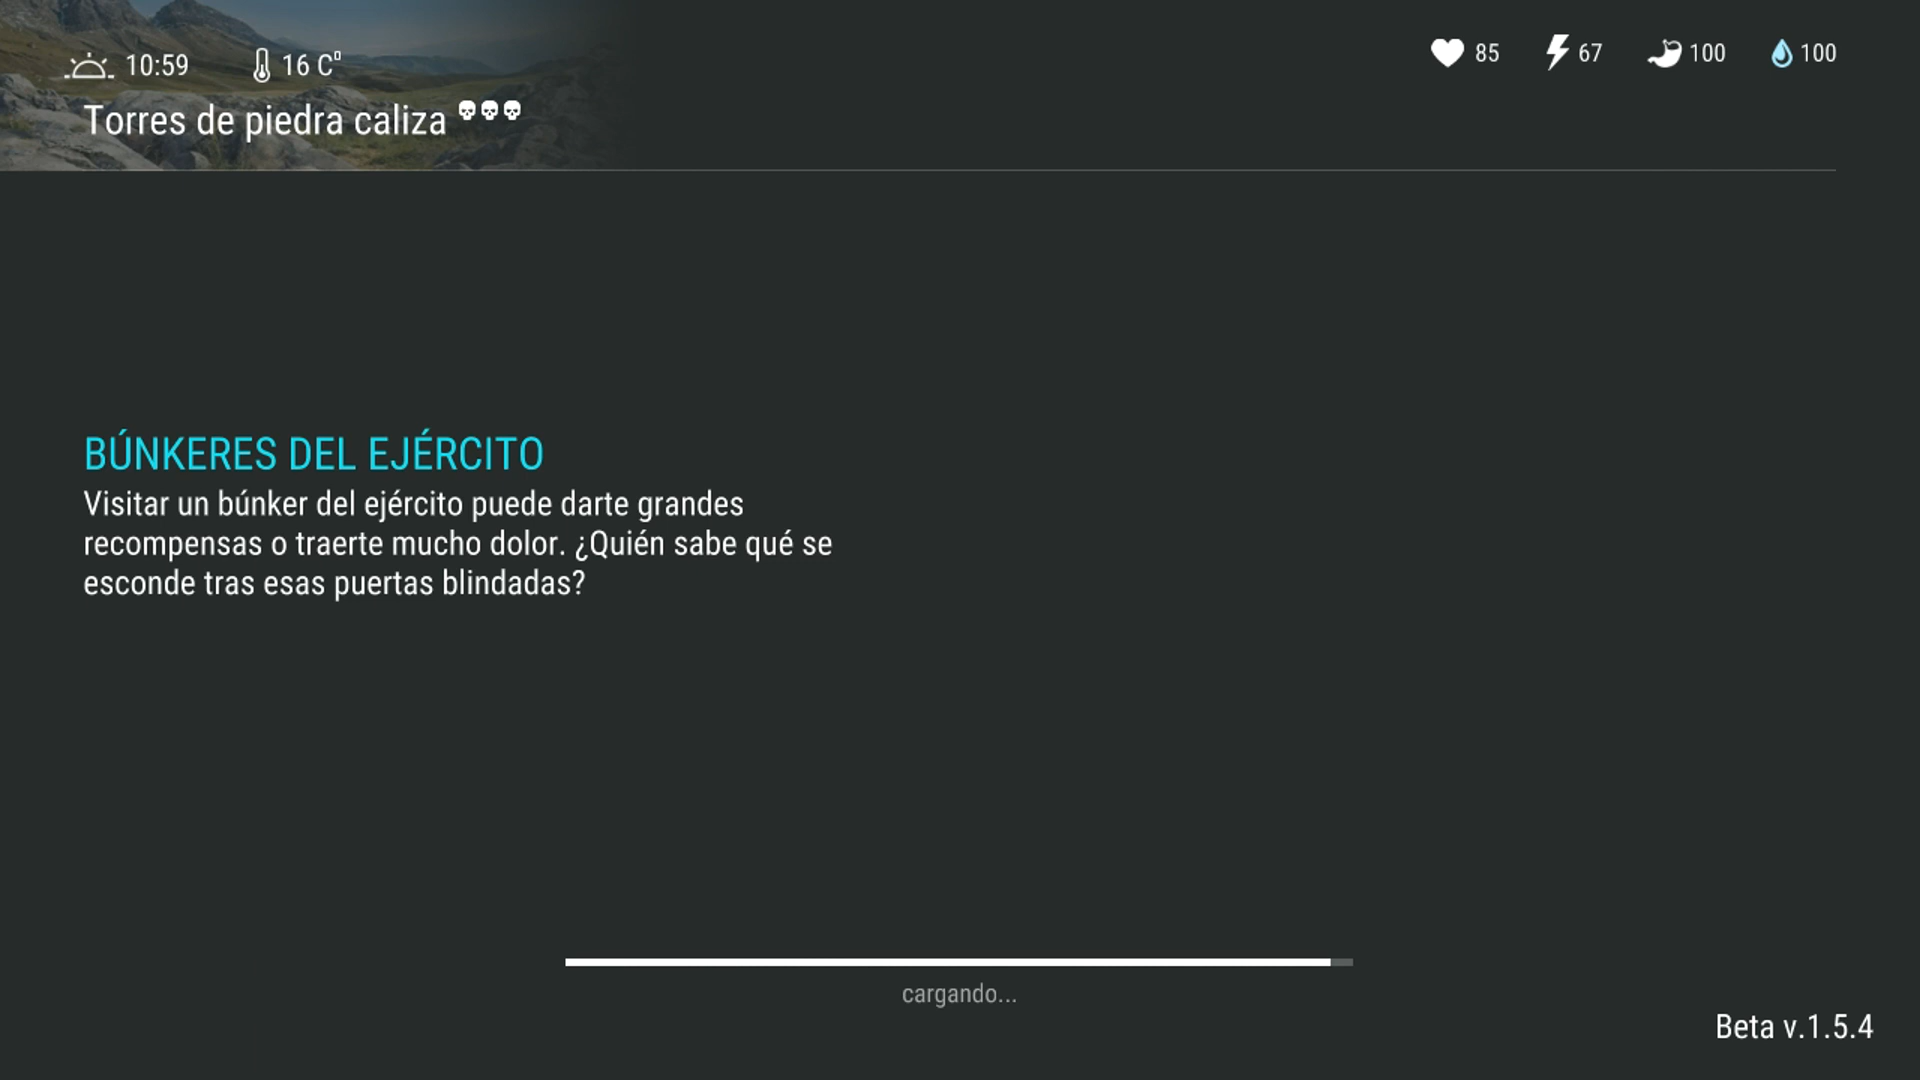 10:59 16 Cº
85 67 100 100
Torres de piedra caliza
BÚNKERES DEL EJÉRCITO
Visitar un búnker del ejército puede darte grandes
recompensas o traerte mucho dolor. ¿Quién sabe qué se
esconde tras esas puertas blindadas?
cargando...
Beta v.1.5.4